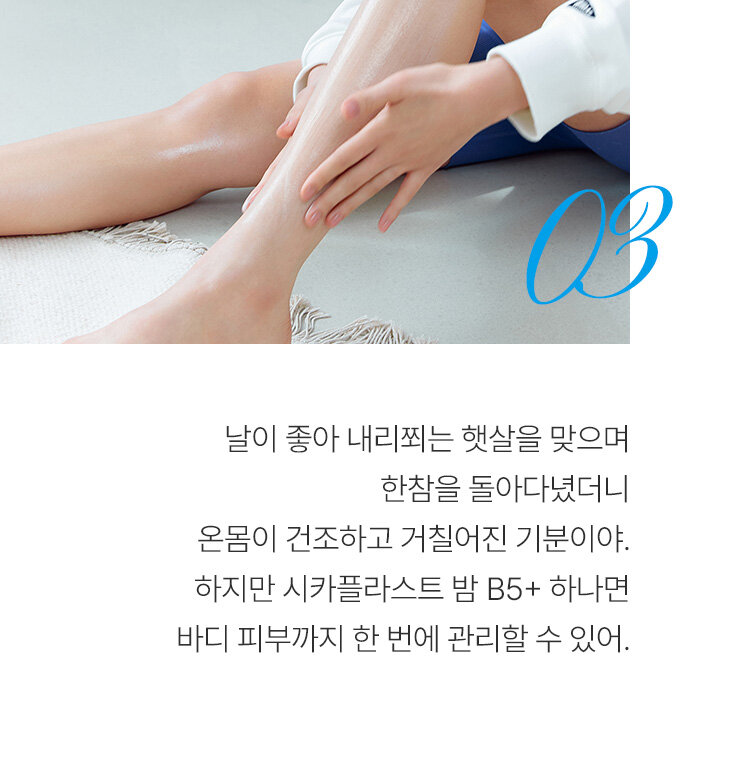 03
날이 좋아 내리쬐는 햇살을 맞으며
한참을 돌아다녔더니
온몸이 건조하고 거칠어진 기분이야.
하지만 시카플라스트 밤 B5+ 하나면
바디 피부까지 한 번에 관리할 수 있어.